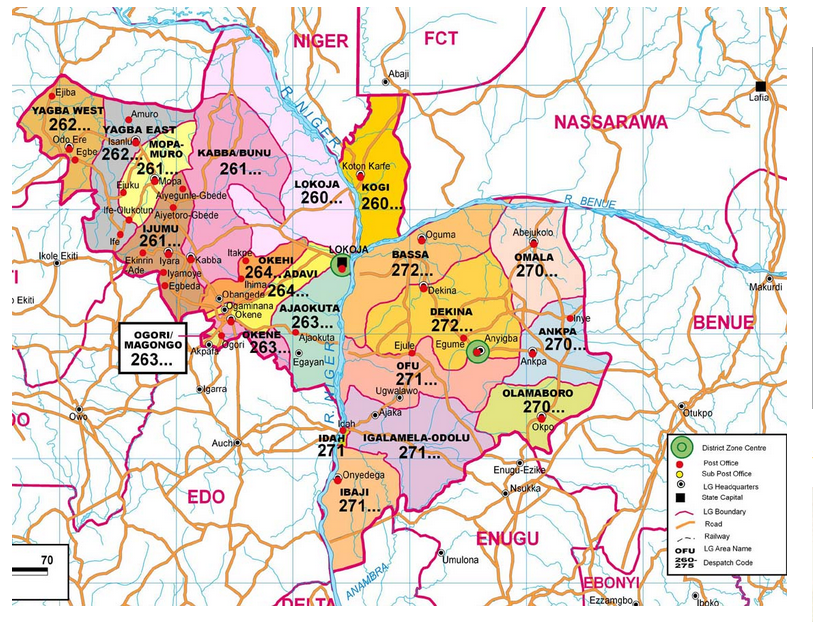 NIGER
FCT
Abaji
Lafia
NASSARAWA
R. NIGER
Ejiba
YAGBA WEST
262...
Odo Ere
Egbe
Amuro
YAGBA EAST
Isanlu
262...
MOPA-
MURO
261...
Mopa
Ejuku
KABBA/BUNU
261...
Aiyegunle-Gbede
Ife-Olukotun
Aiyetoro-Gbede
LOKOJA
260...
Koton Karfe
KOGI
260...
R. BENUE
Ife
IJUMU
261...
Ekinrin
-Ade
Iyara
Kabba
Iyamoye
Egbeda
Ikole Ekiti
TI
o Ekiti
Itakpe
OKEHI
264...
Ihima
ADAVI
264...
Obangede
Ogaminana
Okene
LOKOJA
Oguma
BASSA
272...
Dekina
Abejukolo
OMALA
270...
Makurdi
BENUE
AJAOKUTA
263...
Ajaokuta
Egayan
OGORI/
MAGONGO
263...
Akpafa
Ogori
OKENE
263...
DEKINA
272...
Egume
Anyigba
Ejule
Inye
ANKPA
270...
Ankpa
OFU
271...
Ugwalawo
Ajaka
OLAMABORO
270...
Okpo
Igarra
Owo
DO
Auchi
R. NIGER
Idah
IDAH
271
IGALAMELA-ODOLU
271...
Otukpo
Enugu-Ezike
Nsukka
Onyedega
IBAJI
271...
EDO
ENUGU
Umulona
EBONYI
Ezzamgbo
Iboko
ANAMBRA
DELTA
70
District Zone Centre
Post Office
Sub Post Office
LG Headquarters
State Capital
LG Boundary
Road
Railway
OFU LG Area Name
260-
275 Despatch Code